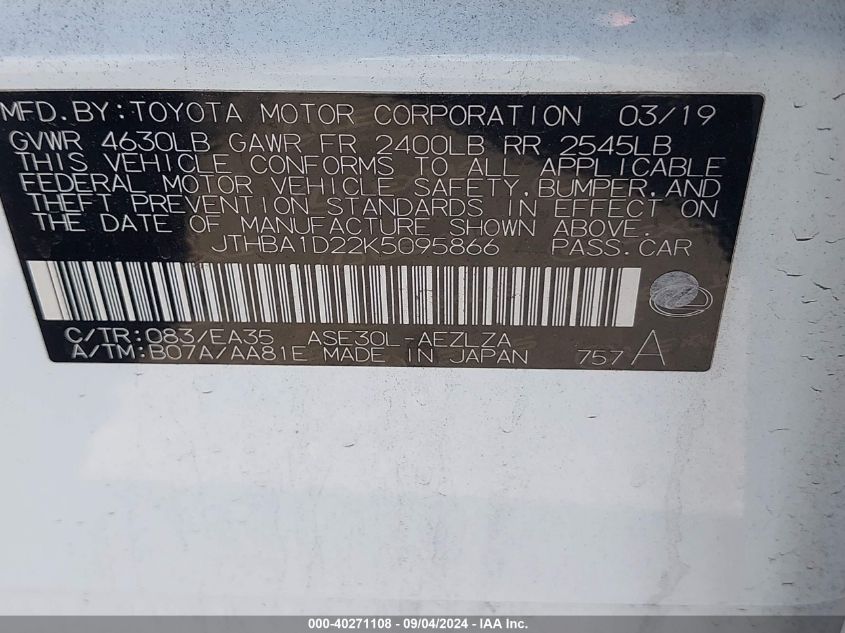 MFD.BY:TOYOTA MOTOR CORPORATION 03/19
GVWR 4630LB GAWR FR 2400LB RR 2545LB
THIS VEHICLE CONFORMS TO ALL APPLICABLE
FEDERAL MOTOR VEHICLE SAFETY,BUMPER,AND
THEFT PREVENTION STANDARDS IN EFFECT ON
THE DATE OF MANUFACTURE SHOWN ABOVE.
JTHBA1D22K5095866 PASS.CAR
C/TR:083/EA35 ASE30L-AEZLZA
A/TM:B07A/AA81E MADE IN JAPAN 757 A
000-40271108 - 09/04/2024 - IAA Inc.